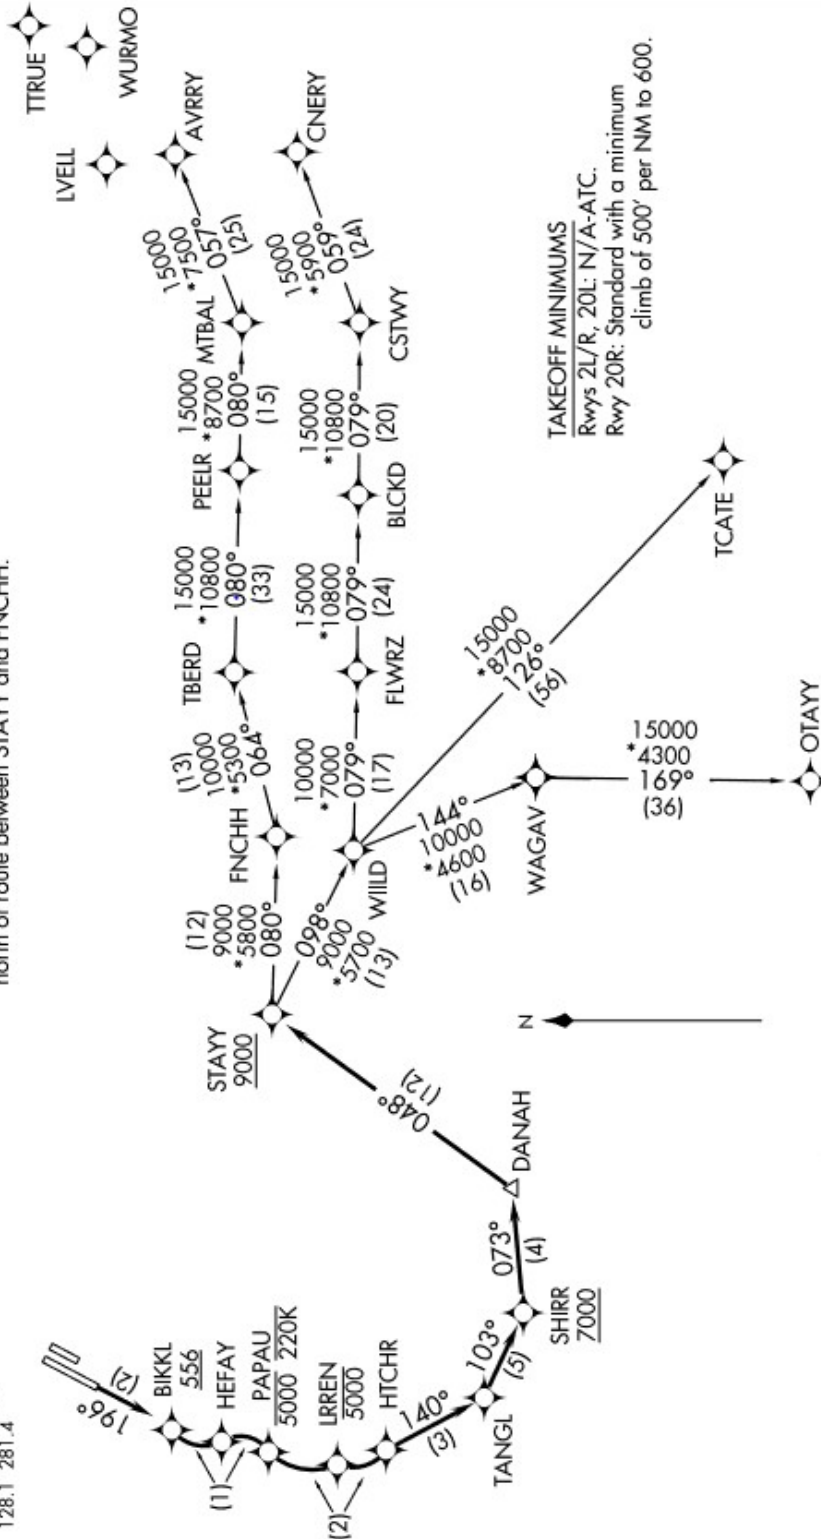 north of route between STAYY and FNCHH.
128.1 281.4
TTRUE
WURMO
LVELL
AVRRY
CNERY
15000
*7500
057°
(25)
15000
*5900
059°
(24)
MTBAL
CSTWY
15000
*8700
080°
(15)
15000
*10800
079°
(20)
PEELR
BLCKD
15000
*10800
080°
(33)
15000
*10800
079°
(24)
TBERD
FLWRZ
(13)
10000
*5300
064°
10000
*7000
079°
(17)
FNCHH
WIILD
(12)
9000
*5800
080°
098°
9000
*5700
(13)
STAYY
9000
144°
10000
*4600
(16)
WAGAV
15000
*4300
169°
(36)
OTAYY
15000
*8700
126°
(56)
TCATE
TAKEOFF MINIMUMS
Rwys 2L/R, 20L: N/A-ATC.
Rwy 20R: Standard with a minimum
climb of 500' per NM to 600.
N
048°
(12)
DANAH
073°
(4)
SHIRR
7000
103°
(5)
TANGL
140°
(3)
HTCHR
LRREN
5000
(2)
PAPAU
5000 220K
HEFAY
(1)
BIKKL
556
196°
(2)